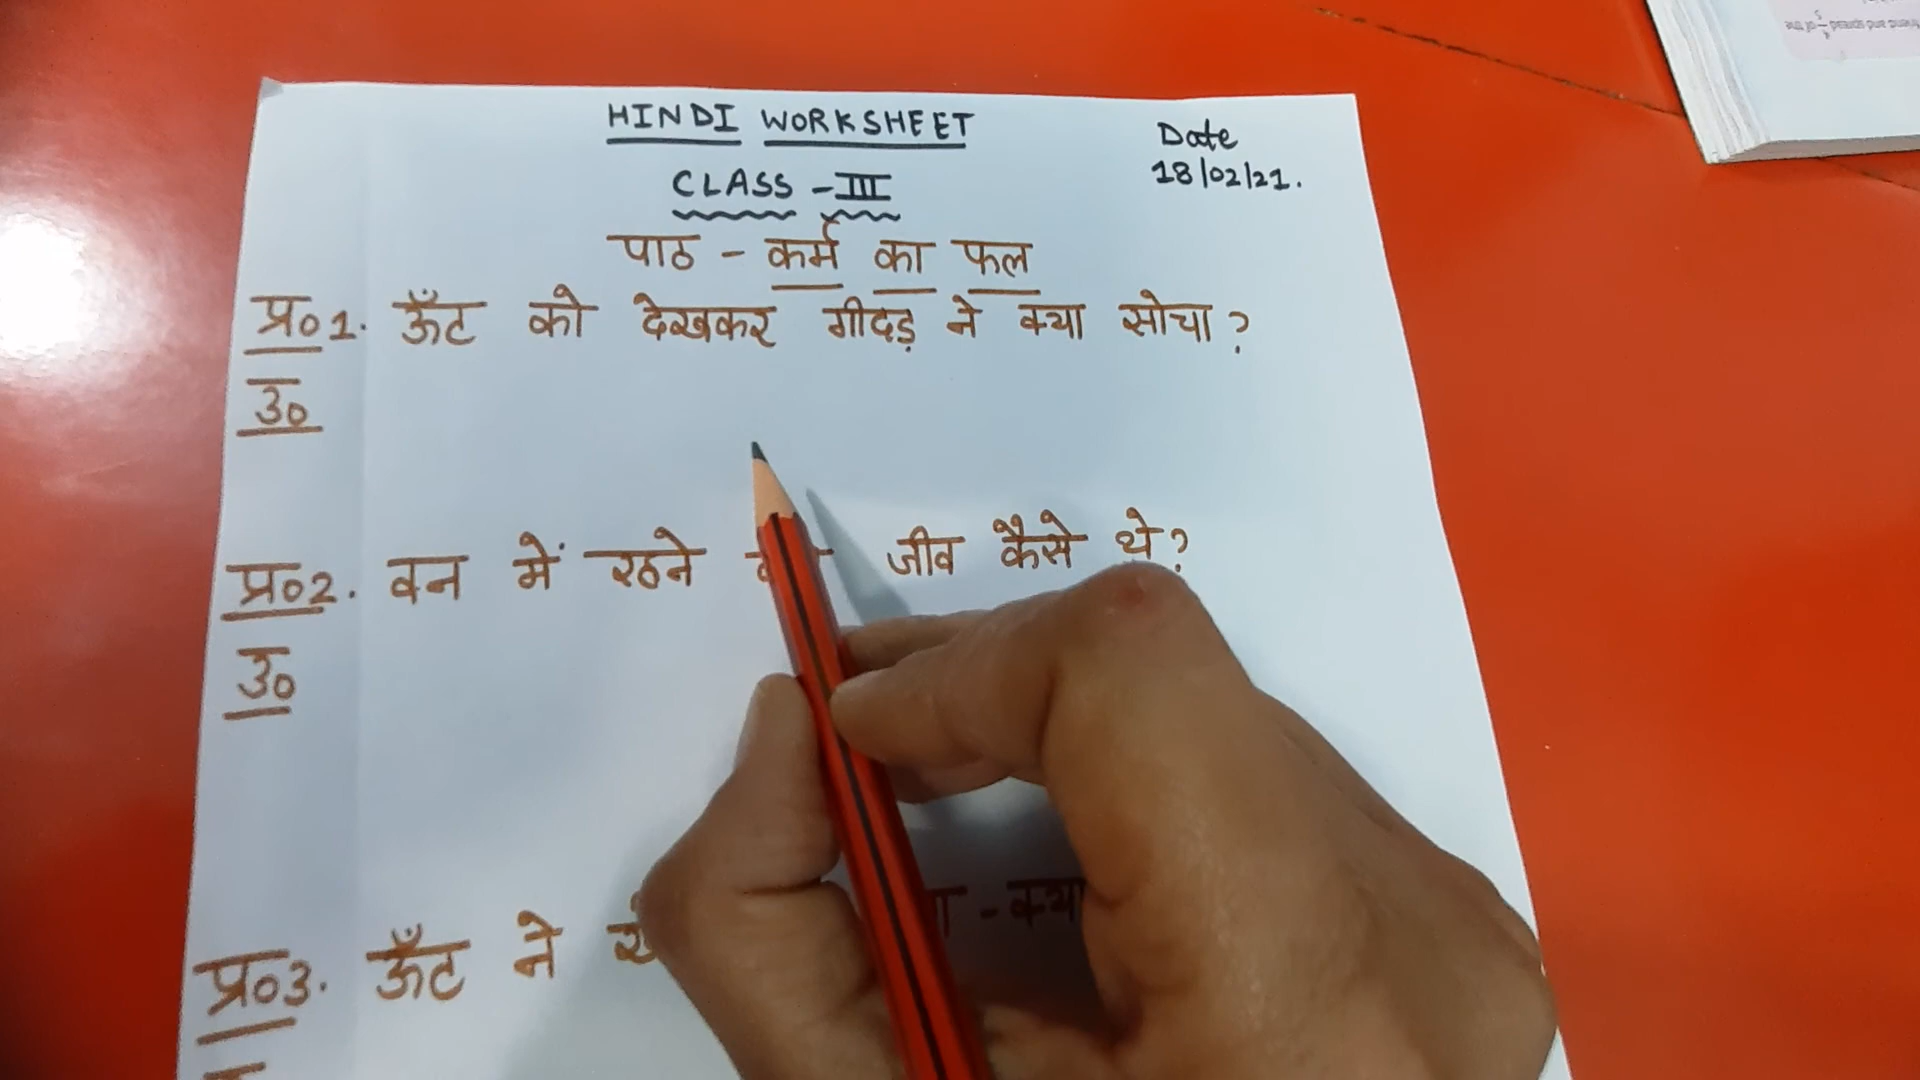 HINDI WORKSHEET
Date
18/02/21.
CLASS - III
पाठ - कर्म का फल
प्र०1. ऊँट को देखकर गीदड़ ने क्या सोचा?
उ०
प्र०2. वन में रहने जीव कैसे थे?
उ०
प्र०3. ऊँट ने - क्या